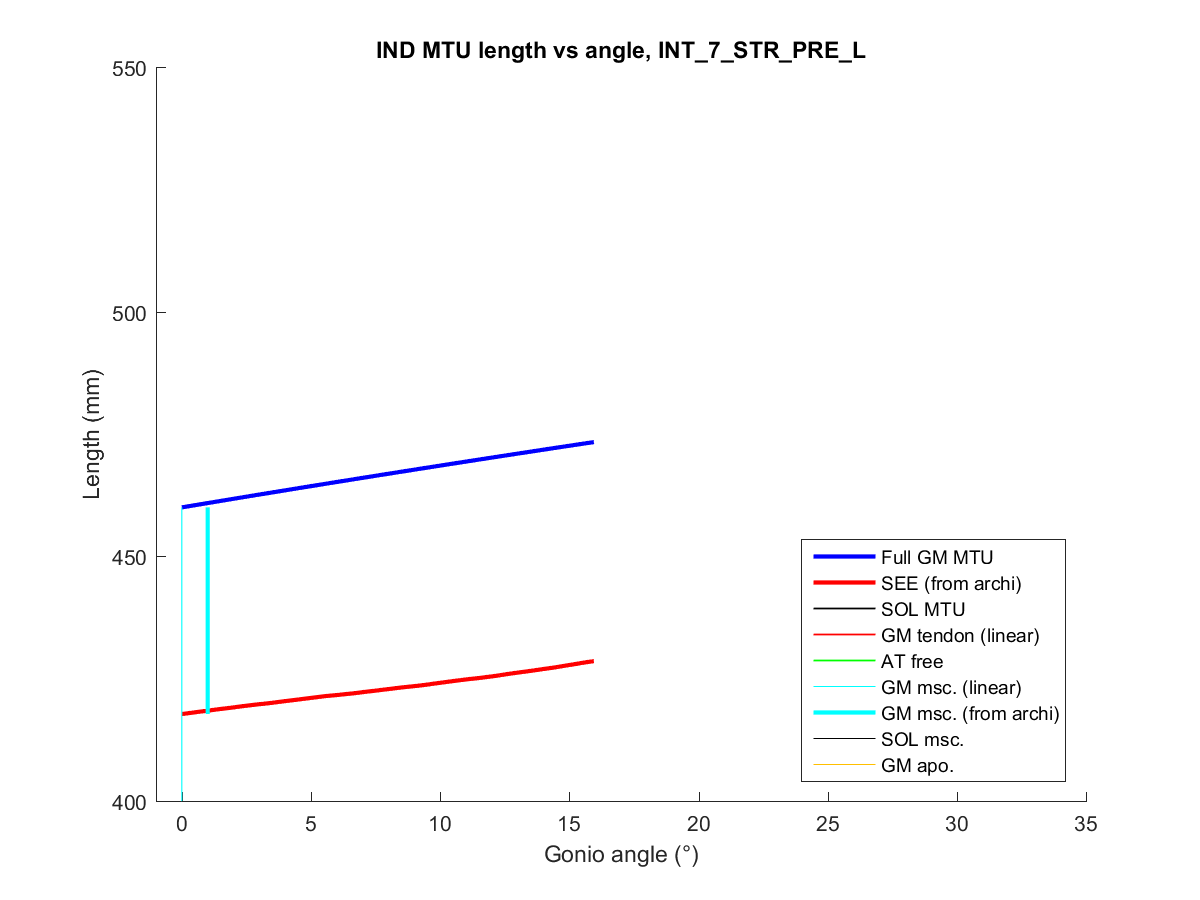 IND MTU length vs angle, INT_7_STR_PRE_L
550
500
450
400
Length (mm)
Full GM MTU
SEE (from archi)
SOL MTU
GM tendon (linear)
AT free
GM msc. (linear)
GM msc. (from archi)
SOL msc.
GM apo.
0 5 10 15 20 25 30 35
Gonio angle (°)